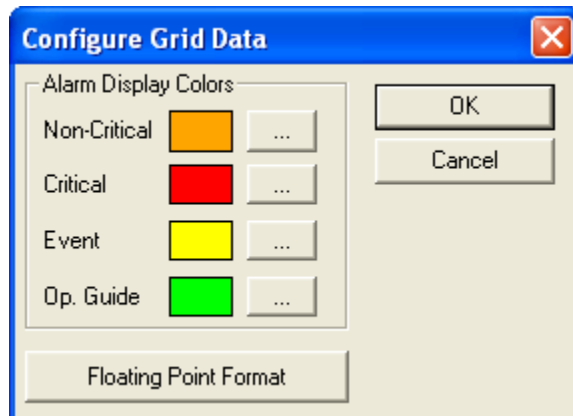 Configure Grid Data
Alarm Display Colors
Non-Critical ...
Critical ...
Event ...
Op. Guide ...
OK
Cancel
Floating Point Format